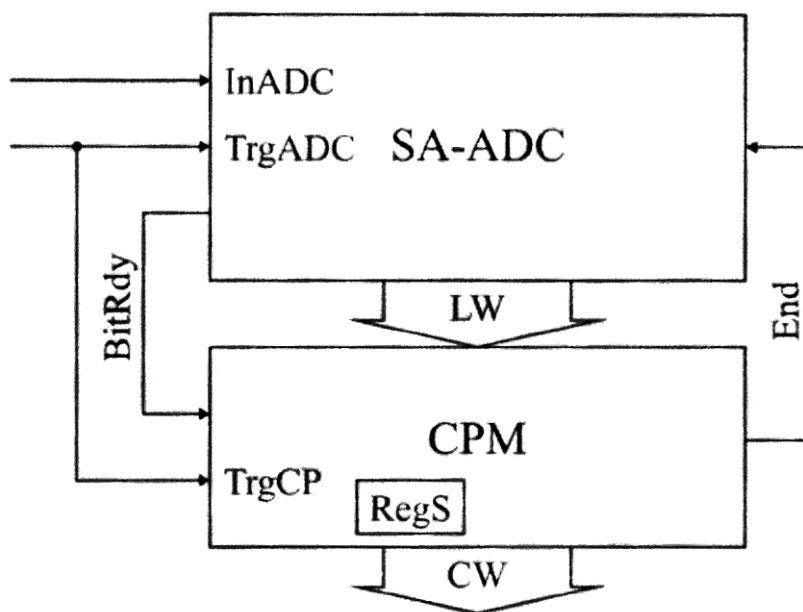 InADC
TrgADC
SA-ADC
BitRdy
LW
End
CPM
TrgCP
RegS
CW